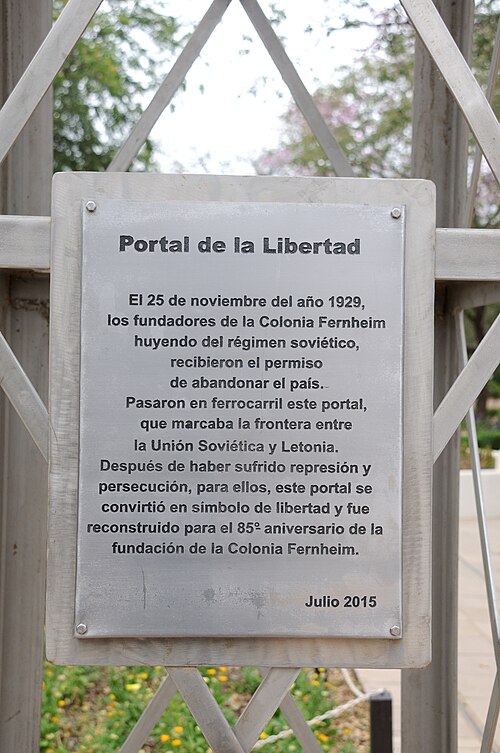 Portal de la Libertad
El 25 de noviembre del año 1929,
los fundadores de la Colonia Fernheim
huyendo del régimen soviético,
recibieron el permiso
de abandonar el país.
Pasaron en ferrocarril este portal,
que marcaba la frontera entre
la Unión Soviética y Letonia.
Después de haber sufrido represión y
persecución, para ellos, este portal se
convirtió en símbolo de libertad y fue
reconstruido para el 85º aniversario de la
fundación de la Colonia Fernheim.
Julio 2015